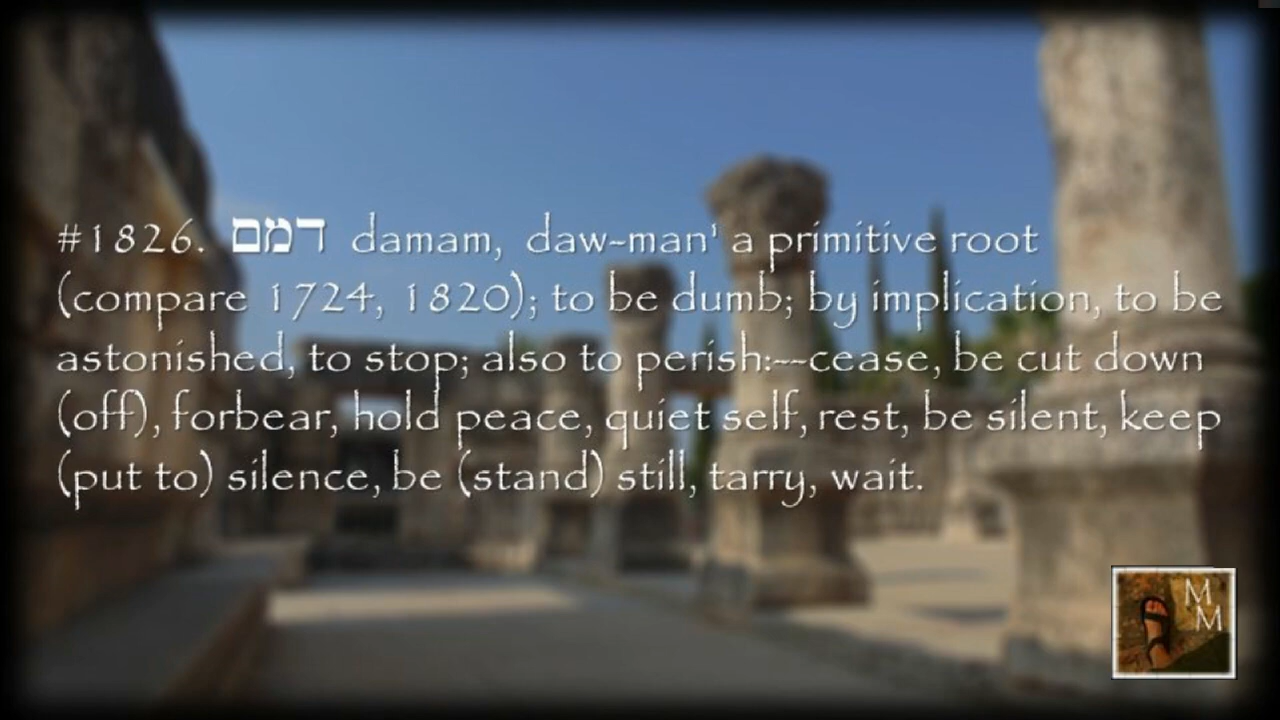 #1826. דמם damam, daw-man' a primitive root
(compare 1724, 1820); to be dumb; by implication, to be
astonished, to stop; also to perish:--cease, be cut down
(off), forbear, hold peace, quiet self, rest, be silent, keep
(put to) silence, be (stand) still, tarry, wait.
M
M